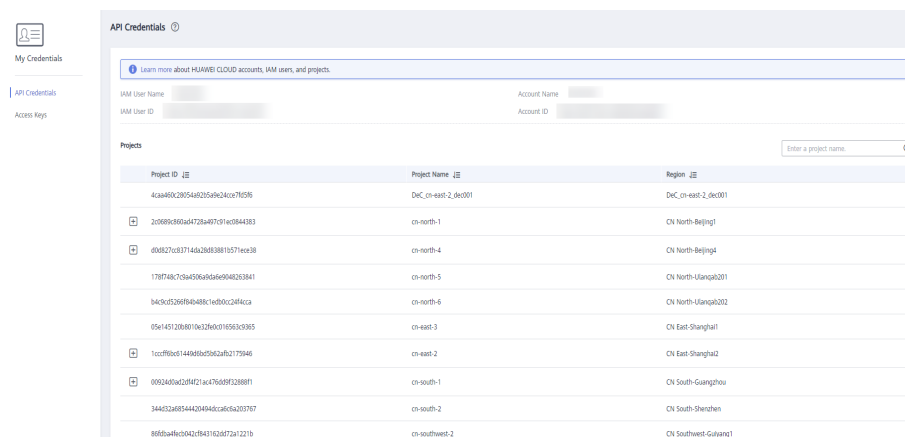 API Credentials
My Credentials
API Credentials
Access Keys
Learn more about HUAWEI CLOUD accounts, IAM users, and projects.
IAM User Name
Account Name
IAM User ID
Account ID
Projects
Enter a project name.
Project ID Project Name Region
4caa460c28054a92b5a9e24cce7fd5f6 DeC_cn-east-2_dec001 DeC_cn-east-2_dec001
2c0689c860ad4728a497c91ec0844383 cn-north-1 CN North-Beijing1
d0d827cc83714da28d83881b571ece38 cn-north-4 CN North-Beijing4
178f748c7c9a4506a9da6e9048263841 cn-north-5 CN North-Ulanqab201
b4c9cd5266f84b488c1edb0cc24f4cca cn-north-6 CN North-Ulanqab202
05e145120b8010e32fe0c016563c9365 cn-east-3 CN East-Shanghai1
1cccff6bc61449d6bd5b62afb2175946 cn-east-2 CN East-Shanghai2
00924d0ad2df4f21ac476dd9f32888f1 cn-south-1 CN South-Guangzhou
344d32a68544420494dcca6c6a203767 cn-south-2 CN South-Shenzhen
86fdba4fecb042cf843162dd72a1221b cn-southwest-2 CN Southwest-Guiyang1